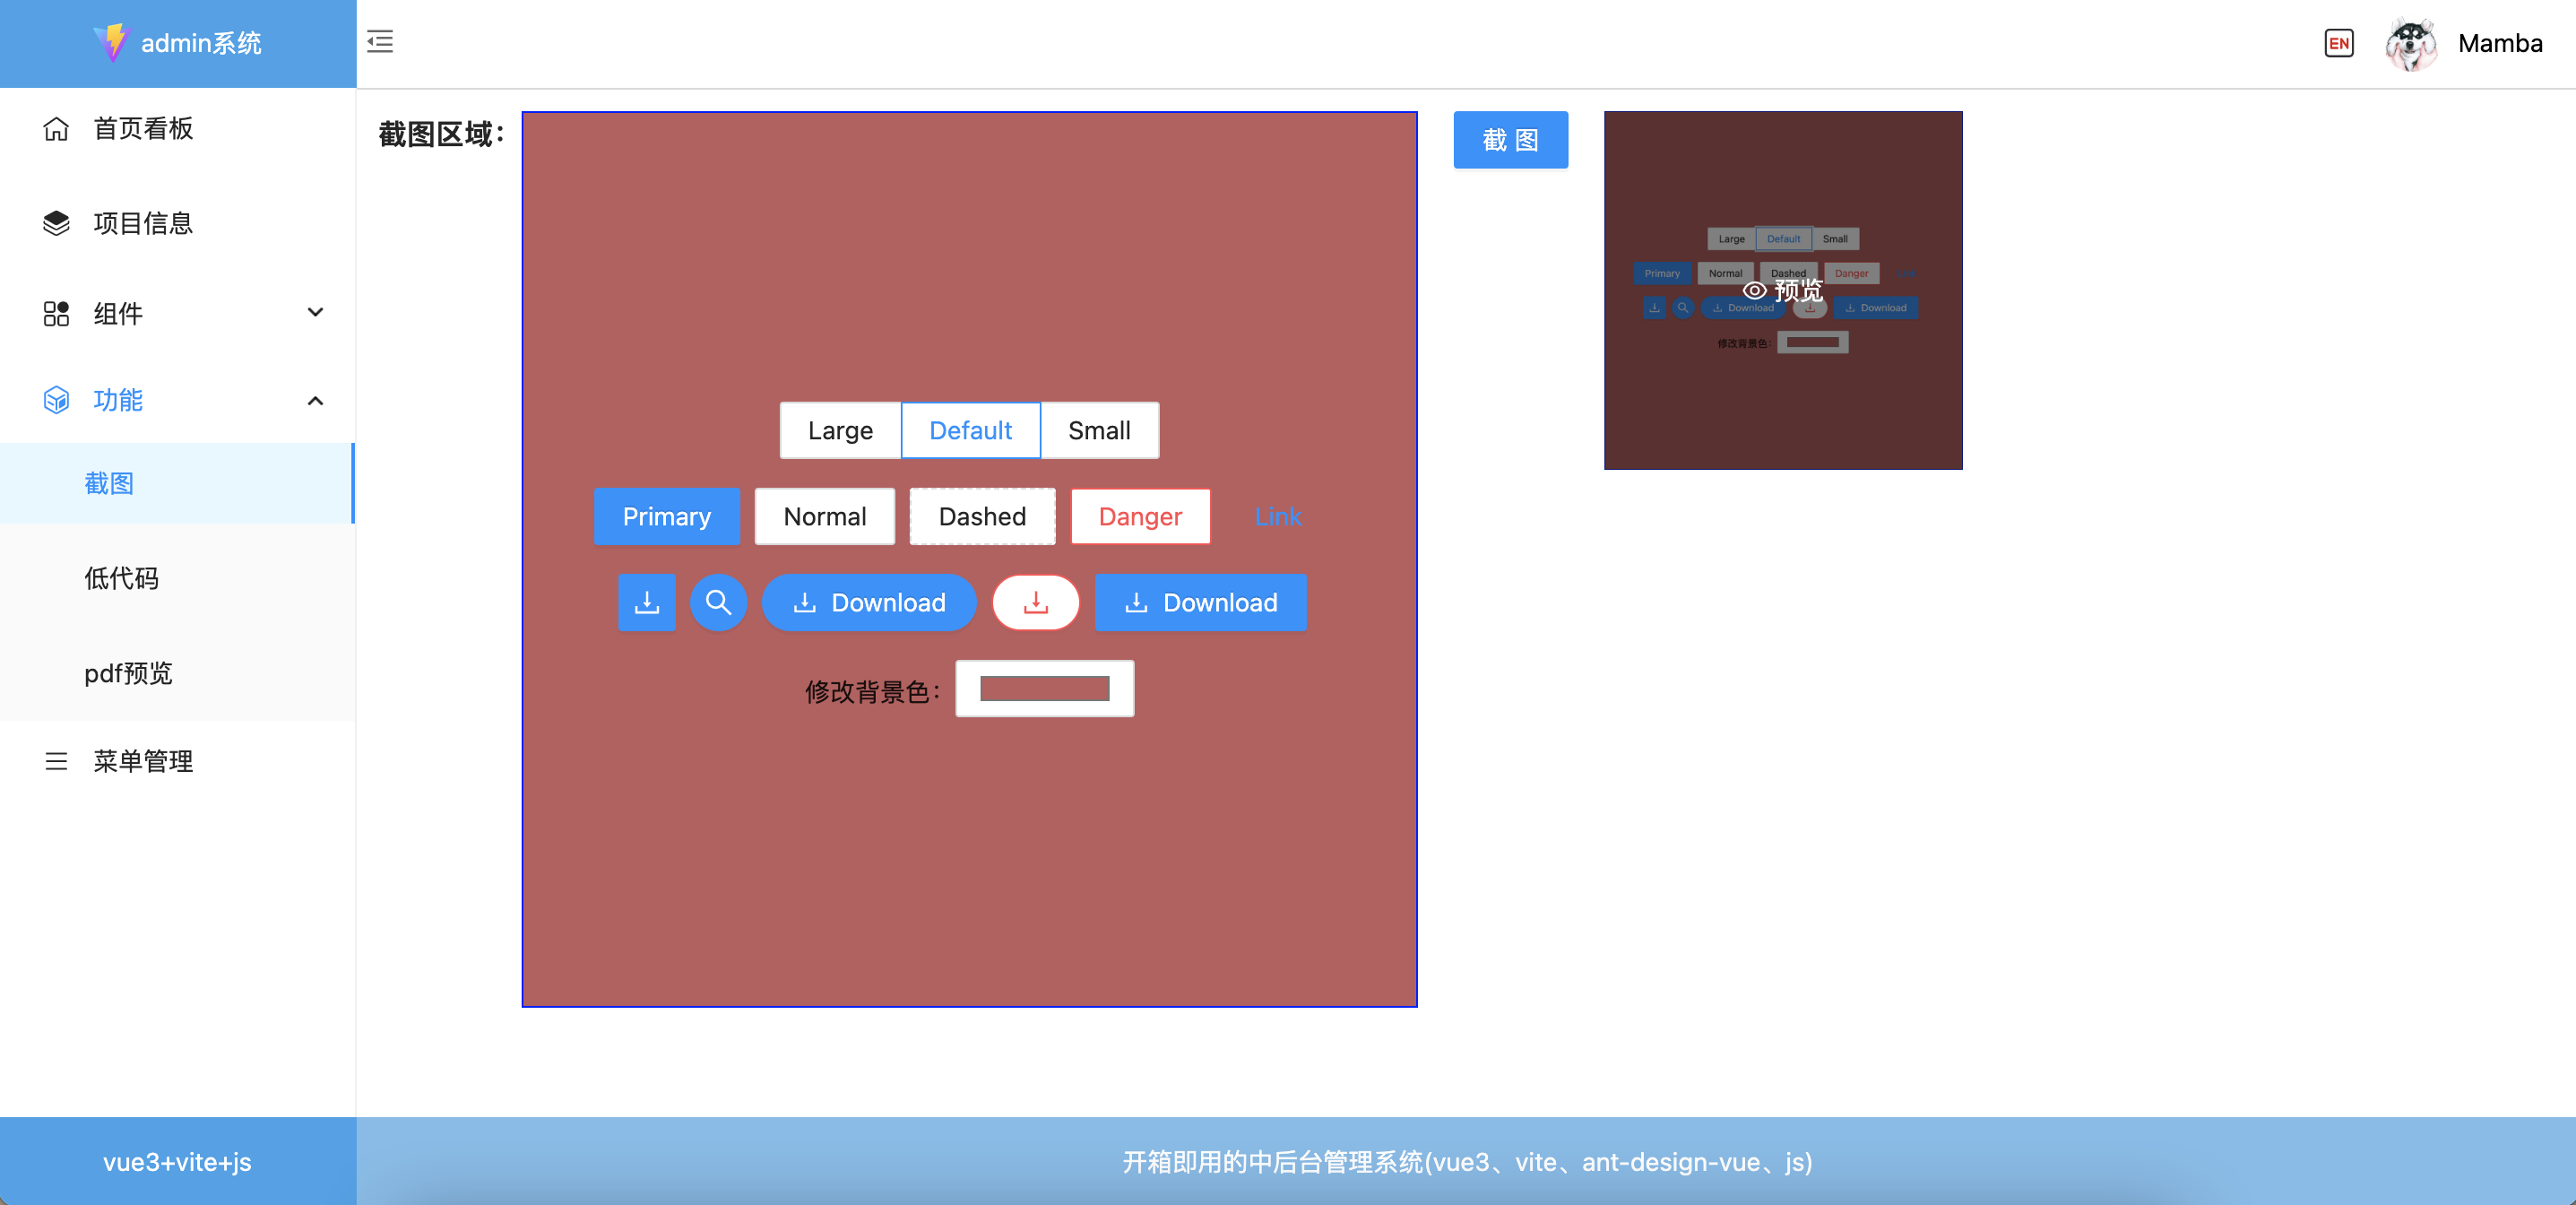 admin系统
EN
Mamba
首页看板
项目信息
组件
功能
截图
低代码
pdf预览
菜单管理
截图区域：
Large Default Small
Primary Normal Dashed Danger Link
Download Download
修改背景色：
截 图
Large Default Small
Primary Normal Dashed Danger Link
预览
Download Download
修改背景色：
vue3+vite+js
开箱即用的中后台管理系统(vue3、vite、ant-design-vue、js)